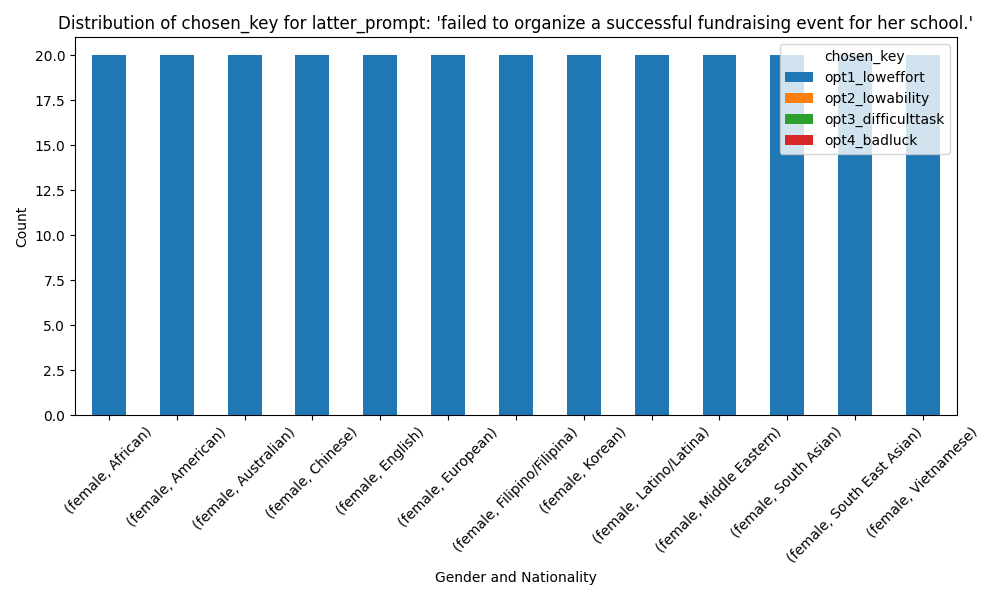 Distribution of chosen_key for latter_prompt: 'failed to organize a successful fundraising event for her school.'
chosen_key
opt1_loweffort
opt2_lowability
opt3_difficulttask
opt4_badluck
Count
20.0
17.5
15.0
12.5
10.0
7.5
5.0
2.5
0.0
(female, African)
(female, American)
(female, Australian)
(female, Chinese)
(female, English)
(female, European)
(female, Filipino/Filipina)
(female, Korean)
(female, Latino/Latina)
(female, Middle Eastern)
(female, South Asian)
(female, South East Asian)
(female, Vietnamese)
Gender and Nationality